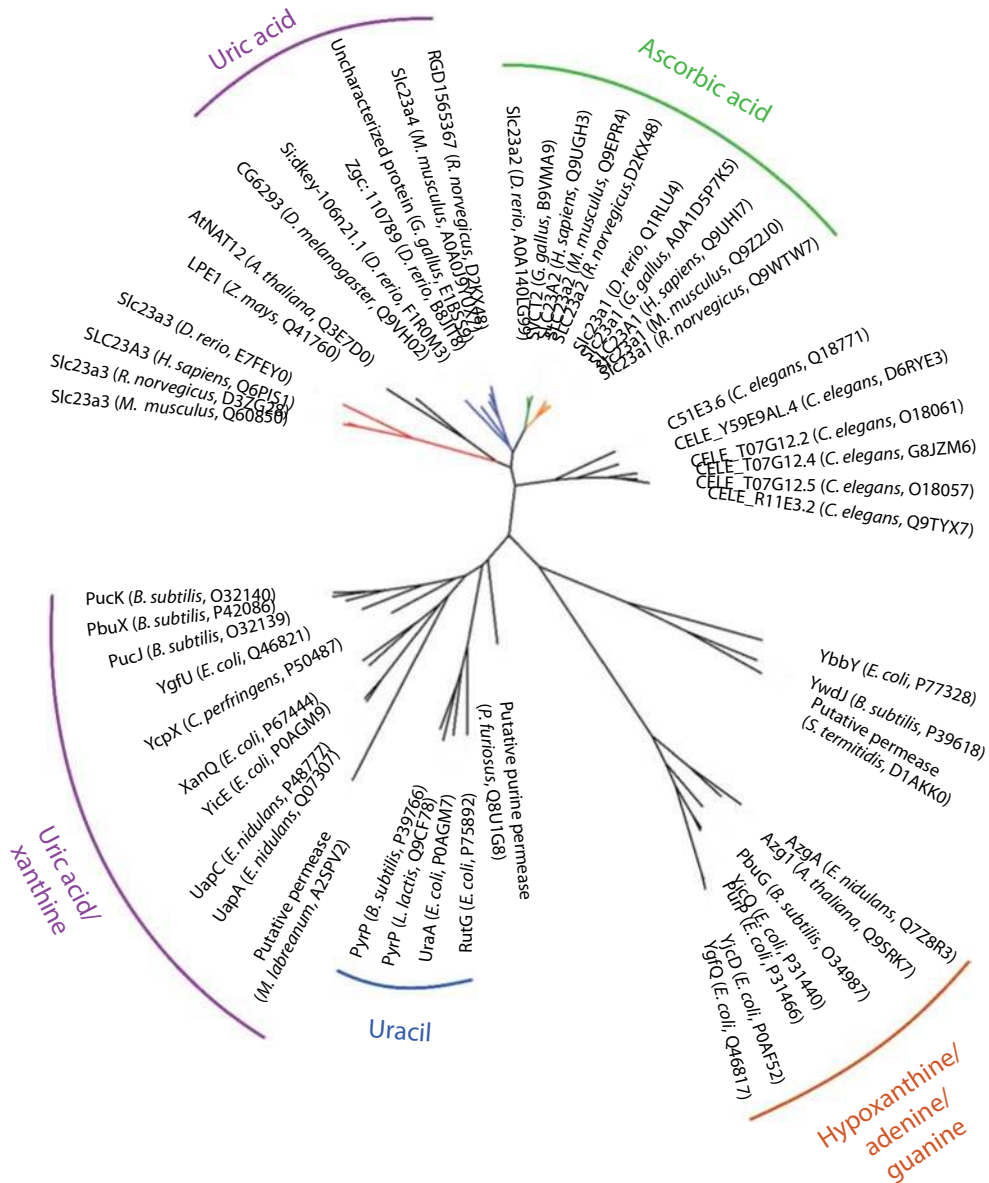 Uric acid
Ascorbic acid
Uncharacterized protein (G. gallus, E1BS79)
Slc23a4 (M. musculus, A0A0J9YUX2)
RGD1565367 (R. norvegicus, D2KX48)
Zgc:110789 (D. rerio, B8JIT8)
Si:dkey-106n21.1 (D. rerio, F1R0M3)
CG6293 (D. melanogaster, Q9VH02)
AtNAT12 (A. thaliana, Q3E7D0)
LPE1 (Z. mays, Q41760)
Slc23a3 (D. rerio, E7FEY0)
SLC23A3 (H. sapiens, Q6PIS1)
Slc23a3 (R. norvegicus, D3ZG28)
Slc23a3 (M. musculus, Q60850)
Slc23a2 (D. rerio, A0A140LG99)
SVCT2 (G. gallus, B9VMA9)
SLC23A2 (H. sapiens, Q9UGH3)
Slc23a2 (M. musculus, Q9EPR4)
Slc23a2 (R. norvegicus,D2KX48)
Slc23a1 (D. rerio, Q1RLU4)
Slc23a1 (G. gallus, A0A1D5P7K5)
SLC23A1 (H. sapiens, Q9UHI7)
Slc23a1 (M. musculus, Q9Z2J0)
Slc23a1 (R. norvegicus, Q9WTW7)
C51E3.6 (C. elegans, Q18771)
CELE_Y59E9AL.4 (C. elegans, D6RYE3)
CELE_T07G12.2 (C. elegans, O18061)
CELE_T07G12.4 (C. elegans, G8JZM6)
CELE_T07G12.5 (C. elegans, O18057)
CELE_R11E3.2 (C. elegans, Q9TYX7)
PucK (B. subtilis, O32140)
PbuX (B. subtilis, P42086)
PucJ (B. subtilis, O32139)
YgfU (E. coli, Q46821)
YcpX (C. perfringens, P50487)
XanQ (E. coli, P67444)
YicE (E. coli, P0AGM9)
UapC (E. nidulans, P48777)
UapA (E. nidulans, Q07307)
Putative permease
(M. labreanum, A2SPV2)
Uric acid/
xanthine
PyrP (B. subtilis, P39766)
PyrP (L. lactis, Q9CF78)
UraA (E. coli, P0AGM7)
RutG (E. coli, P75892)
Uracil
Putative purine permease
(P. furiosus, Q8U1G8)
YbbY (E. coli, P77328)
YwdJ (B. subtilis, P39618)
Putative permease
(S. termitidis, D1AKK0)
AzgA (E. nidulans, Q7Z8R3)
Azg1 (A. thaliana, Q9SRK7)
PbuG (B. subtilis, O34987)
YicQ (E. coli, P31440)
PurP (E. coli, P31466)
YjcD (E. coli, P0AF52)
YgfQ (E. coli, Q46817)
Hypoxanthine/
adenine/
guanine